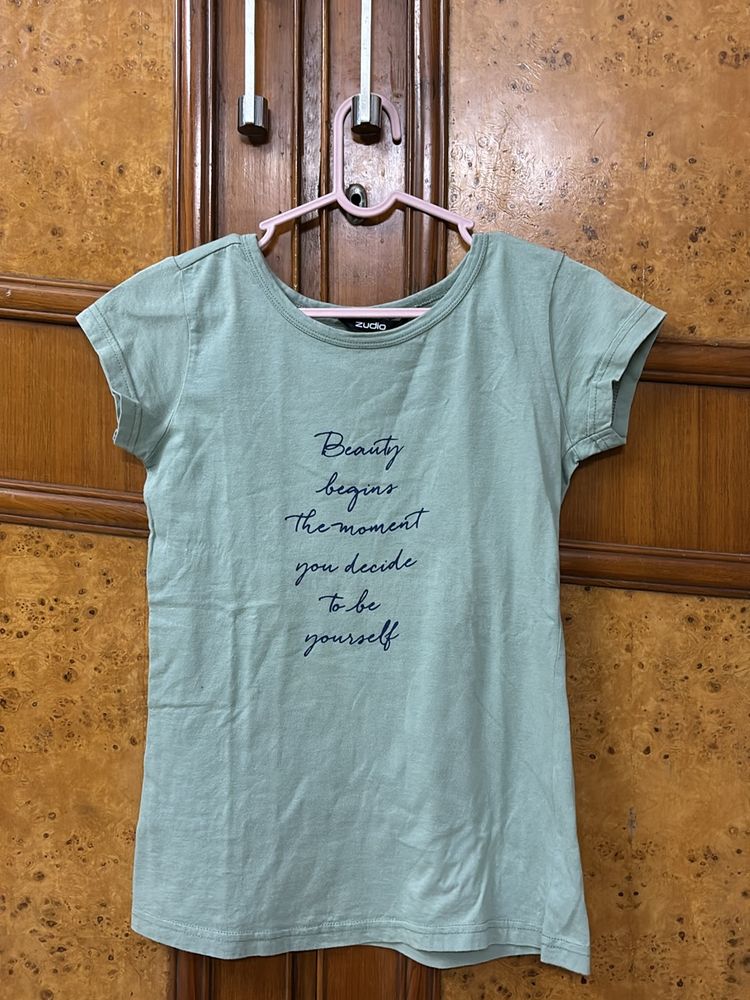 zudio
Beauty
begins
the moment
you decide
to be
yourself